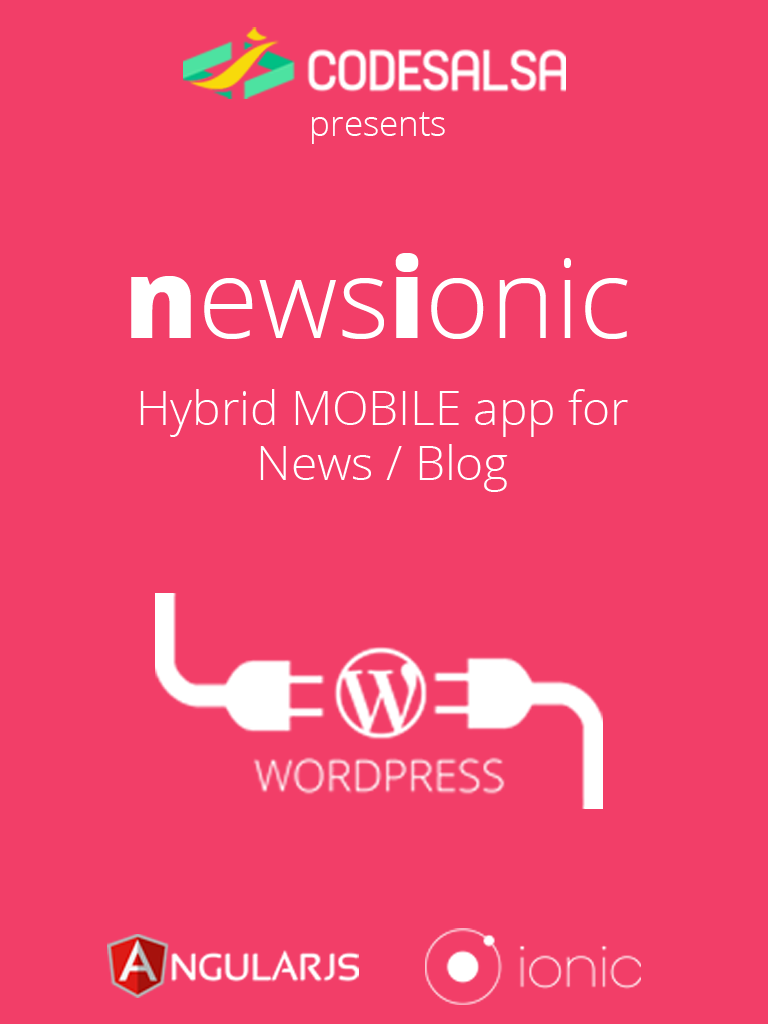 CODESALSA
presents
newsionic
Hybrid MOBILE app for
News / Blog
W
WORDPRESS
ANGULARJS
ionic